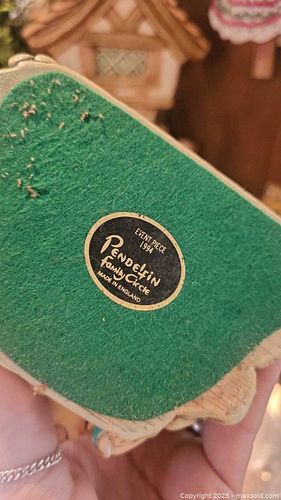 EVENT PIECE
1994
PENDELFIN
Family Circle
MADE IN ENGLAND
Copyright © 2025 - maxsold.com